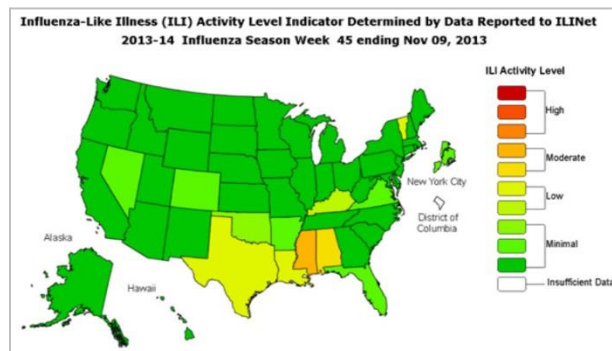 Influenza-Like Illness (ILI) Activity Level Indicator Determined by Data Reported to ILINet
2013-14 Influenza Season Week 45 ending Nov 09, 2013
ILI Activity Level
High
Moderate
New York City
Low
District of
Columbia
Alaska
Minimal
Hawaii
Insufficient Data